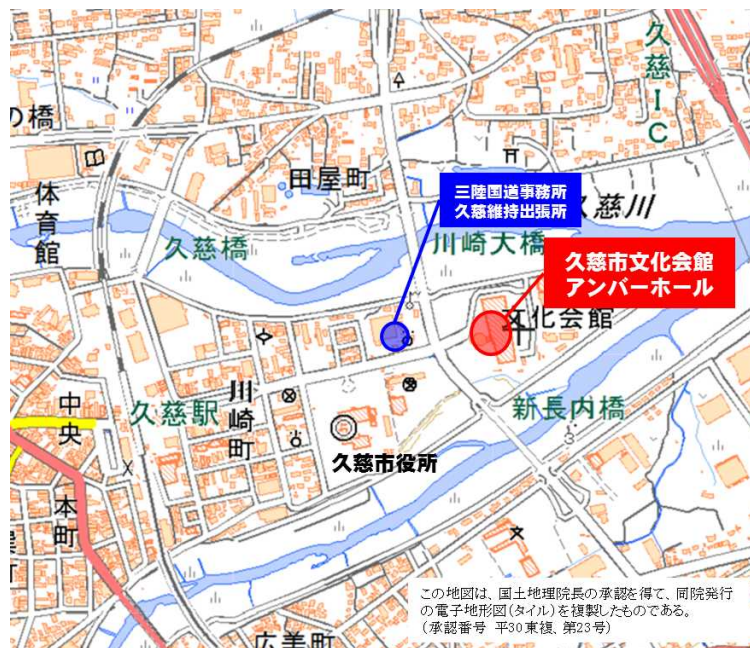 久慈IC
の橋
体育館
田屋町
三陸国道事務所
久慈維持出張所
久慈川
久慈橋
川崎大橋
久慈市文化会館
アンバーホール
文化会館
川崎町
久慈駅
中央
本町
新長内橋
久慈市役所
広美町
この地図は、国土地理院長の承認を得て、同院発行
の電子地形図(タイル)を複製したものである。
(承認番号 平30東複、第23号)